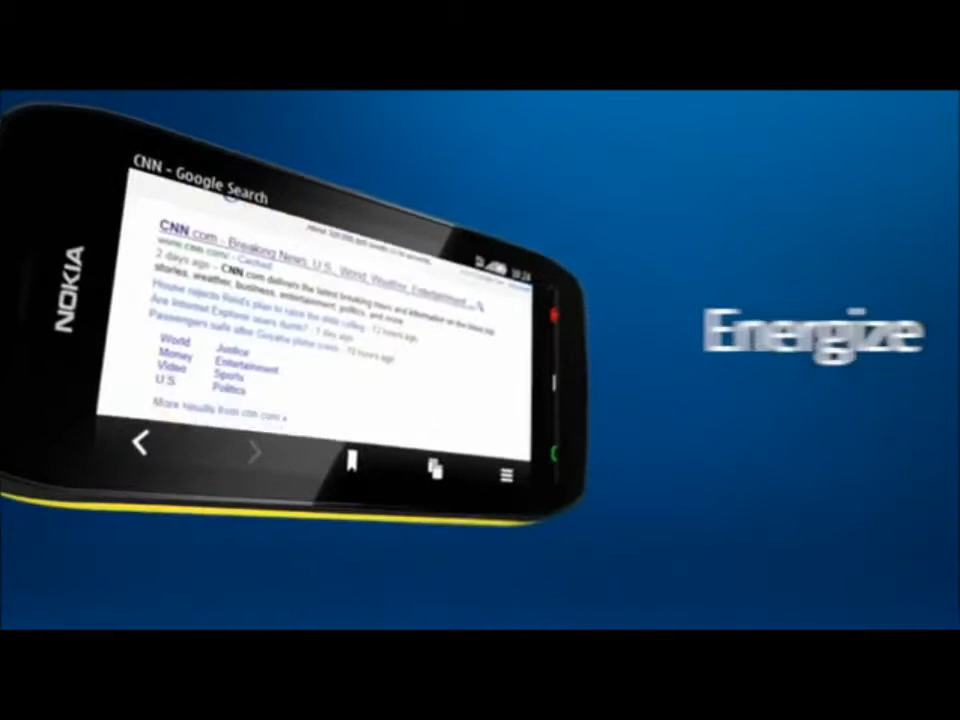 CNN - Google Search
10:24
CNN.com - Breaking News, U.S., World, Weather, Entertainment ...
www.cnn.com/ - Cached
2 days ago - CNN.com delivers the latest breaking news and information on the latest top
stories, weather, business, entertainment, politics, and more
House rejects Reid's plan to raise the debt ceiling - 12 hours ago
Are Internet Explorer users dumb? - 1 day ago
Passengers safe after Guyana plane crash - 10 hours ago
World Justice
Money Entertainment
Video Sports
U.S. Politics
More results from cnn.com »
NOKIA
Energize